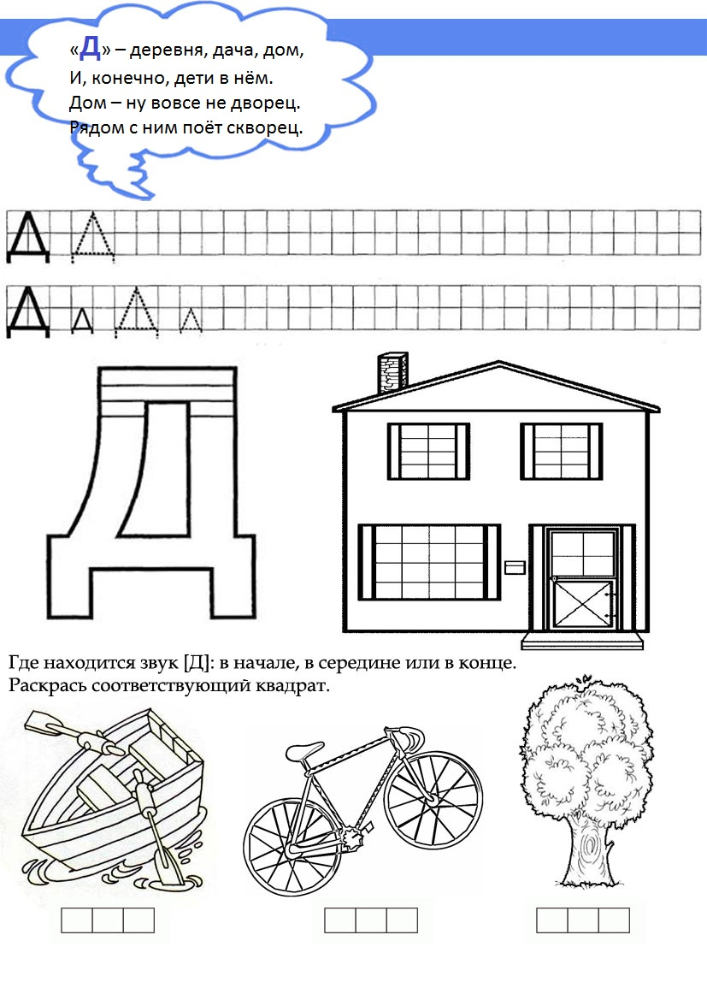 «Д» – деревня, дача, дом,
И, конечно, дети в нём.
Дом – ну вовсе не дворец.
Рядом с ним поёт скворец.
Д Д
Д д Д д
Д
Где находится звук [Д]: в начале, в середине или в конце.
Раскрась соответствующий квадрат.